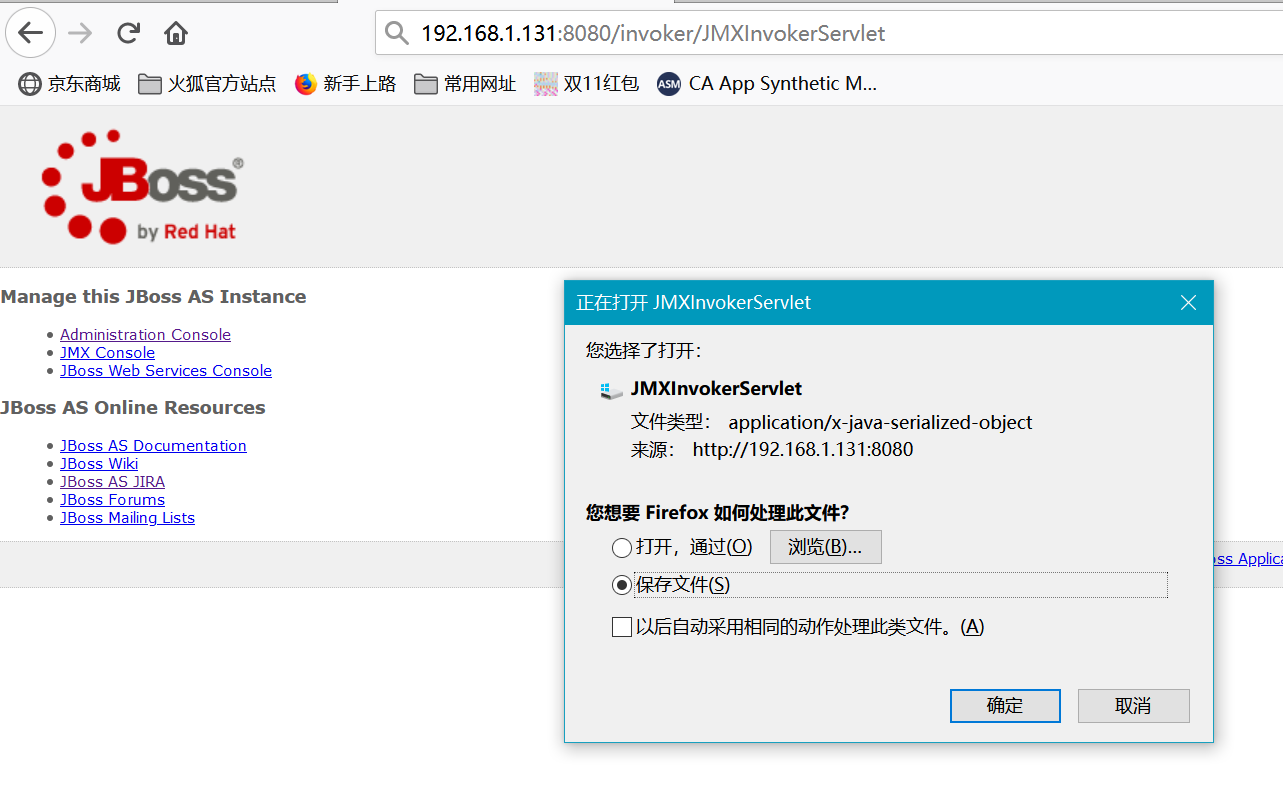 192.168.1.131:8080/invoker/JMXInvokerServlet
京东商城 火狐官方站点 新手上路 常用网址 双11红包 ASM CA App Synthetic M...
JBoss®
by Red Hat
Manage this JBoss AS Instance
Administration Console
JMX Console
JBoss Web Services Console
JBoss AS Online Resources
JBoss AS Documentation
JBoss Wiki
JBoss AS JIRA
JBoss Forums
JBoss Mailing Lists
正在打开 JMXInvokerServlet
您选择了打开：
JMXInvokerServlet
文件类型： application/x-java-serialized-object
来源： http://192.168.1.131:8080
您想要 Firefox 如何处理此文件？
打开，通过(O) 浏览(B)...
保存文件(S)
以后自动采用相同的动作处理此类文件。(A)
确定 取消